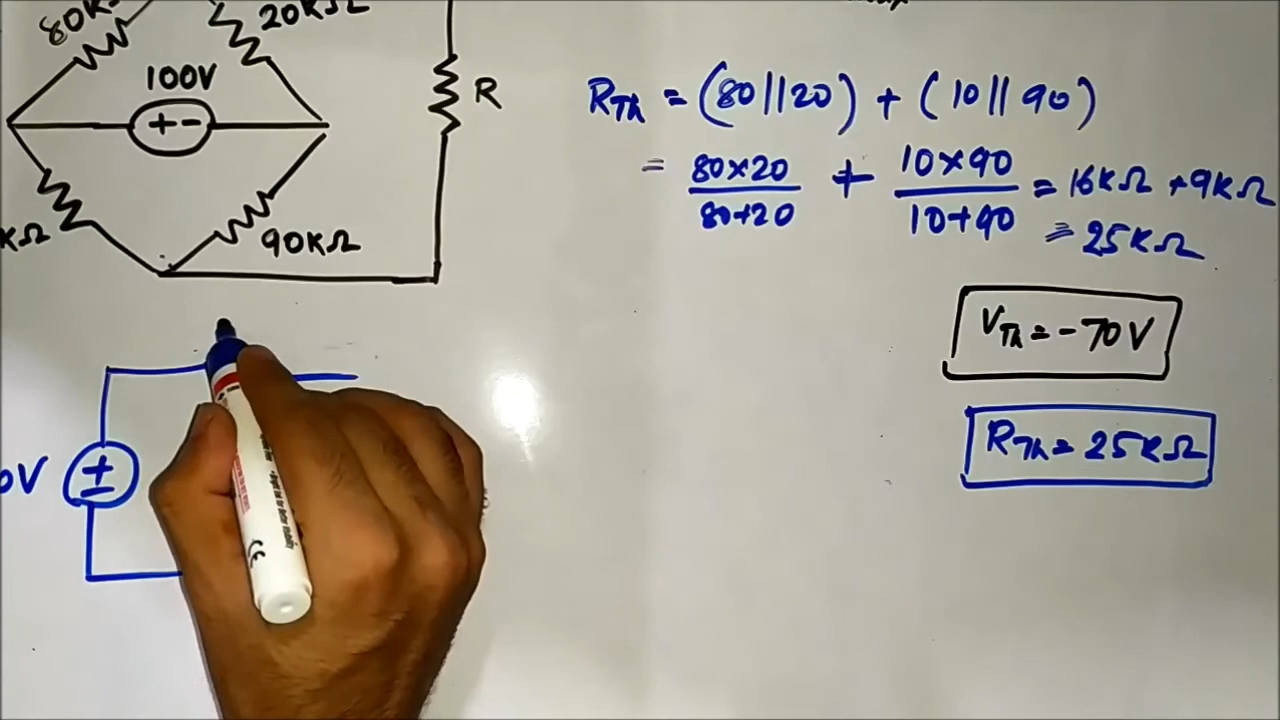 80KΩ
20KΩ
100V
+ -
R
KΩ
90KΩ
RTh = (80||20) + (10||90)
= 80×20/80+20 + 10×90/10+90 = 16KΩ + 9KΩ
= 25KΩ
VTh = -70V
RTh = 25KΩ
0V
+
-
CE